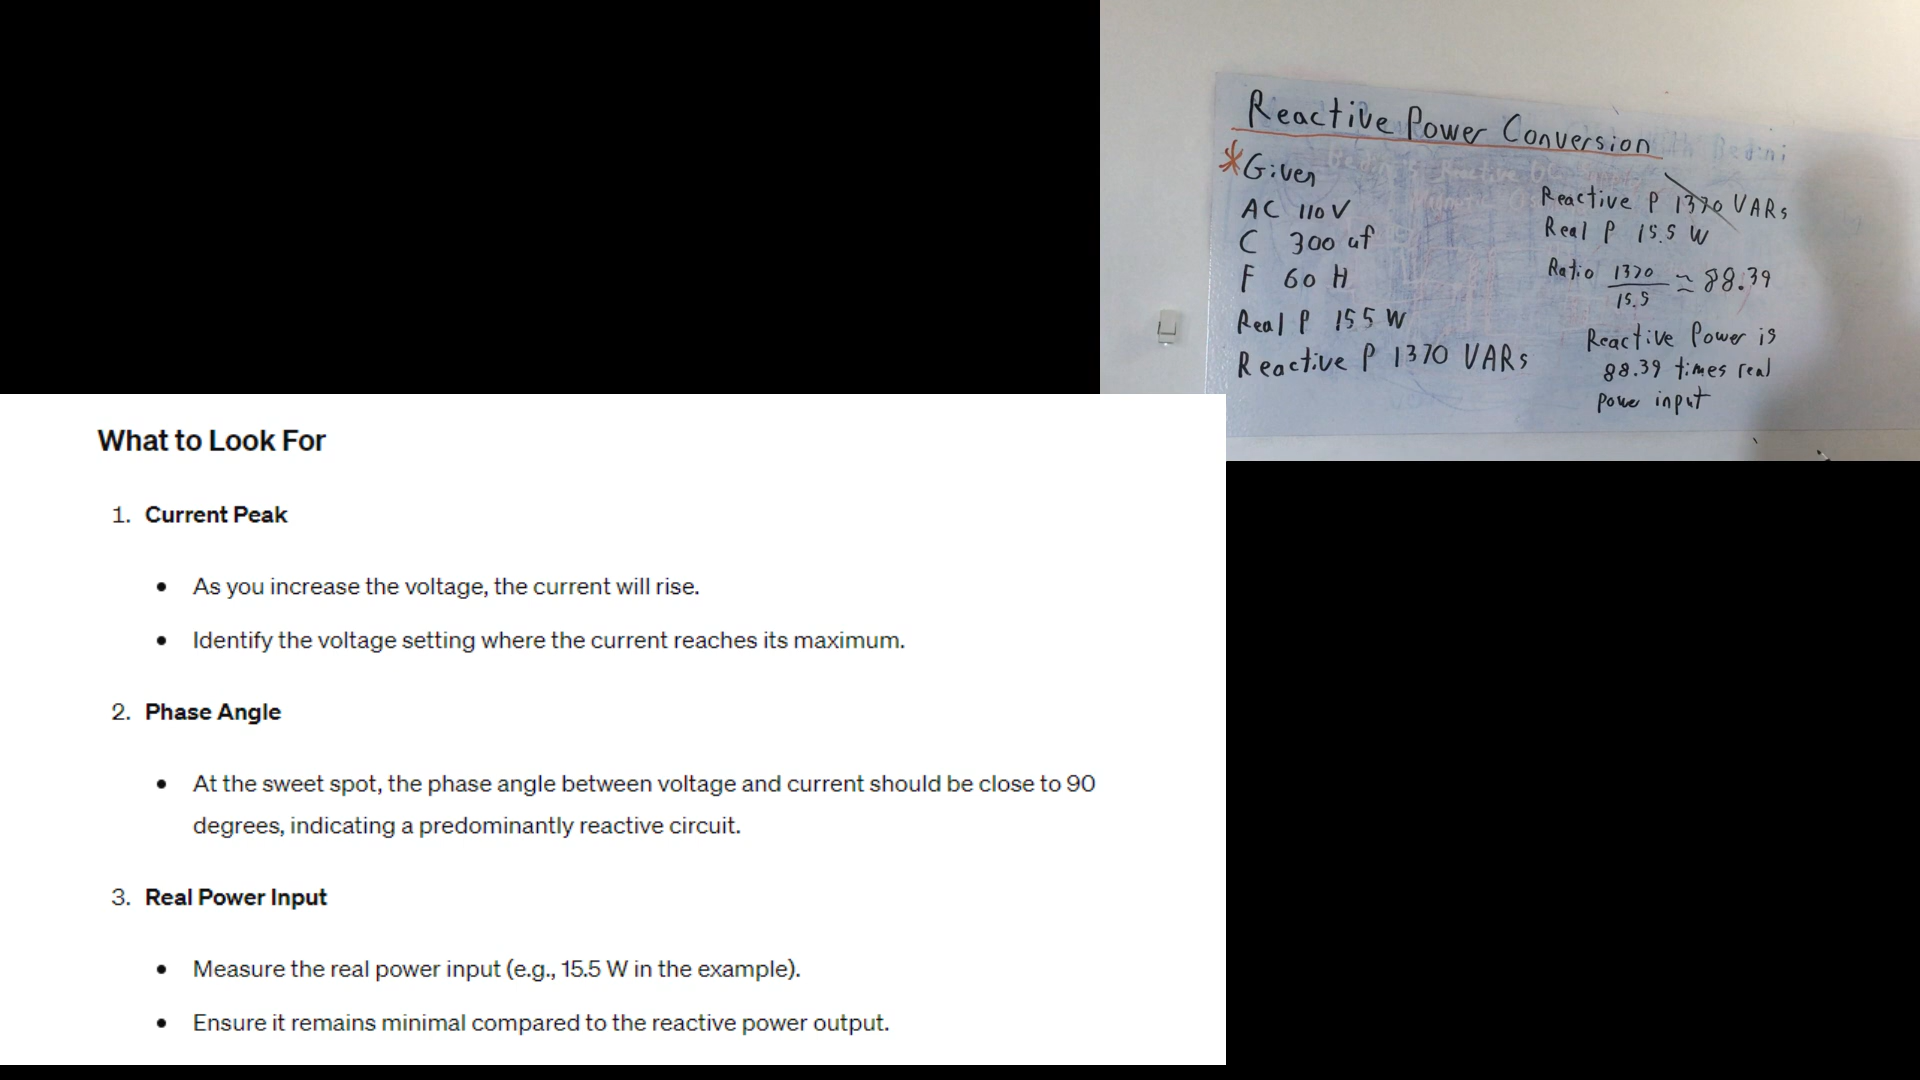 Reactive Power Conversion
*Given
AC 110 V
C 300 uf
F 60 H
Real P 15.5 W
Reactive P 1370 VARs
Reactive P 1370 VARs
Real P 15.5 W
Ratio 1370/15.5 ≈ 88.39
Reactive Power is
88.39 times real
power input
What to Look For
1. Current Peak
• As you increase the voltage, the current will rise.
• Identify the voltage setting where the current reaches its maximum.
2. Phase Angle
• At the sweet spot, the phase angle between voltage and current should be close to 90
degrees, indicating a predominantly reactive circuit.
3. Real Power Input
• Measure the real power input (e.g., 15.5 W in the example).
• Ensure it remains minimal compared to the reactive power output.